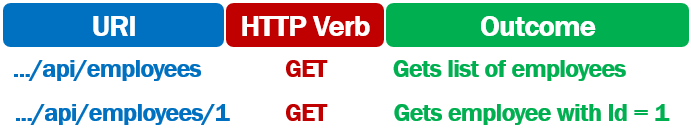 URI HTTP Verb Outcome
.../api/employees GET Gets list of employees
.../api/employees/1 GET Gets employee with Id = 1